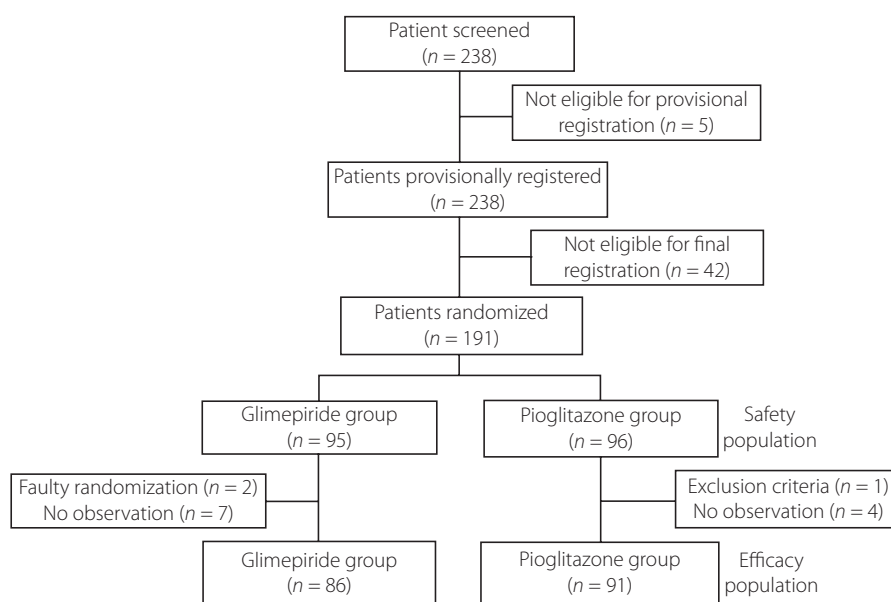 Patient screened
(n = 238)
Not eligible for provisional
registration (n = 5)
Patients provisionally registered
(n = 238)
Not eligible for final
registration (n = 42)
Patients randomized
(n = 191)
Glimepiride group
(n = 95)
Pioglitazone group
(n = 96)
Safety
population
Faulty randomization (n = 2)
No observation (n = 7)
Exclusion criteria (n = 1)
No observation (n = 4)
Glimepiride group
(n = 86)
Pioglitazone group
(n = 91)
Efficacy
population